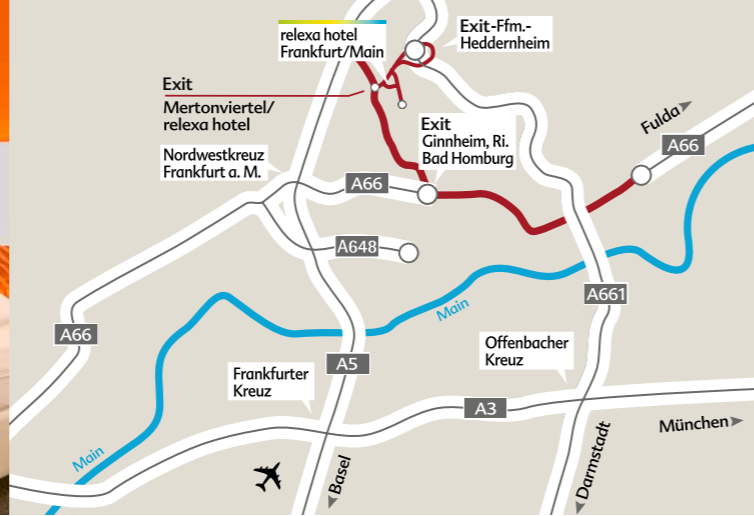 relexa hotel
Frankfurt/Main
Exit-Ffm.-
Heddernheim
Exit
Mertonviertel/
relexa hotel
Exit
Ginnheim, Ri.
Bad Homburg
Fulda
A66
Nordwestkreuz
Frankfurt a. M.
A66
A648
A661
Main
A66
A5
Offenbacher
Kreuz
Frankfurter
Kreuz
A3
München
Main
Basel
Darmstadt